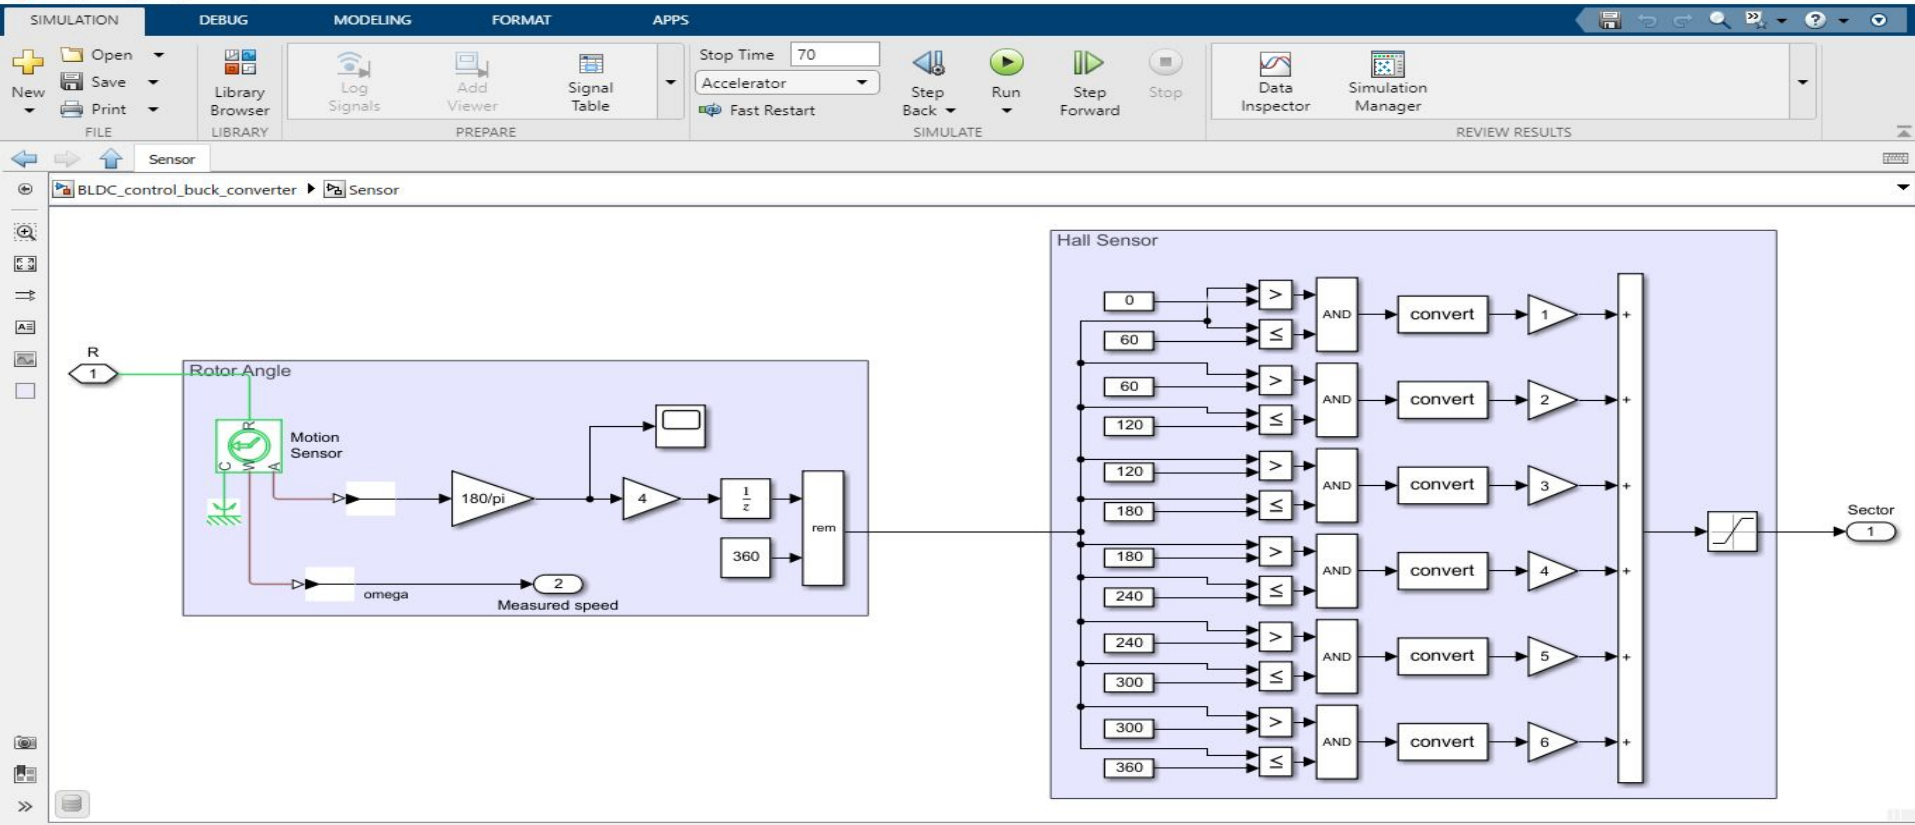 SIMULATION DEBUG MODELING FORMAT APPS
New
Open
Save
Print
FILE
Library
Browser
LIBRARY
Log
Signals
Add
Viewer
Signal
Table
PREPARE
Stop Time 70
Accelerator
Fast Restart
Step
Back
Run
Step
Forward
Stop
SIMULATE
Data
Inspector
Simulation
Manager
REVIEW RESULTS
Sensor
BLDC_control_buck_converter Sensor
R
1
Rotor Angle
R
C W A
Motion
Sensor
180/pi
4
1
z
360
rem
omega
2
Measured speed
Hall Sensor
0
>
60
≤
AND
convert
1
+
60
>
120
≤
AND
convert
2
+
120
>
180
≤
AND
convert
3
+
180
>
240
≤
AND
convert
4
+
240
>
300
≤
AND
convert
5
+
300
>
360
≤
AND
convert
6
+
Sector
1